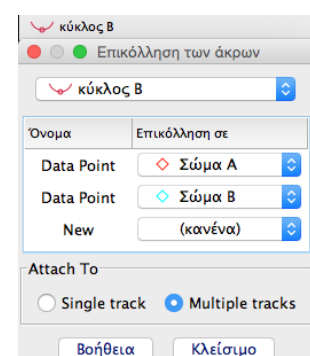 κύκλος Β
Επικόλληση των άκρων
κύκλος Β
Όνομα Επικόλληση σε
Data Point Σώμα Α
Data Point Σώμα Β
New (κανένα)
Attach To
Single track Multiple tracks
Βοήθεια Κλείσιμο